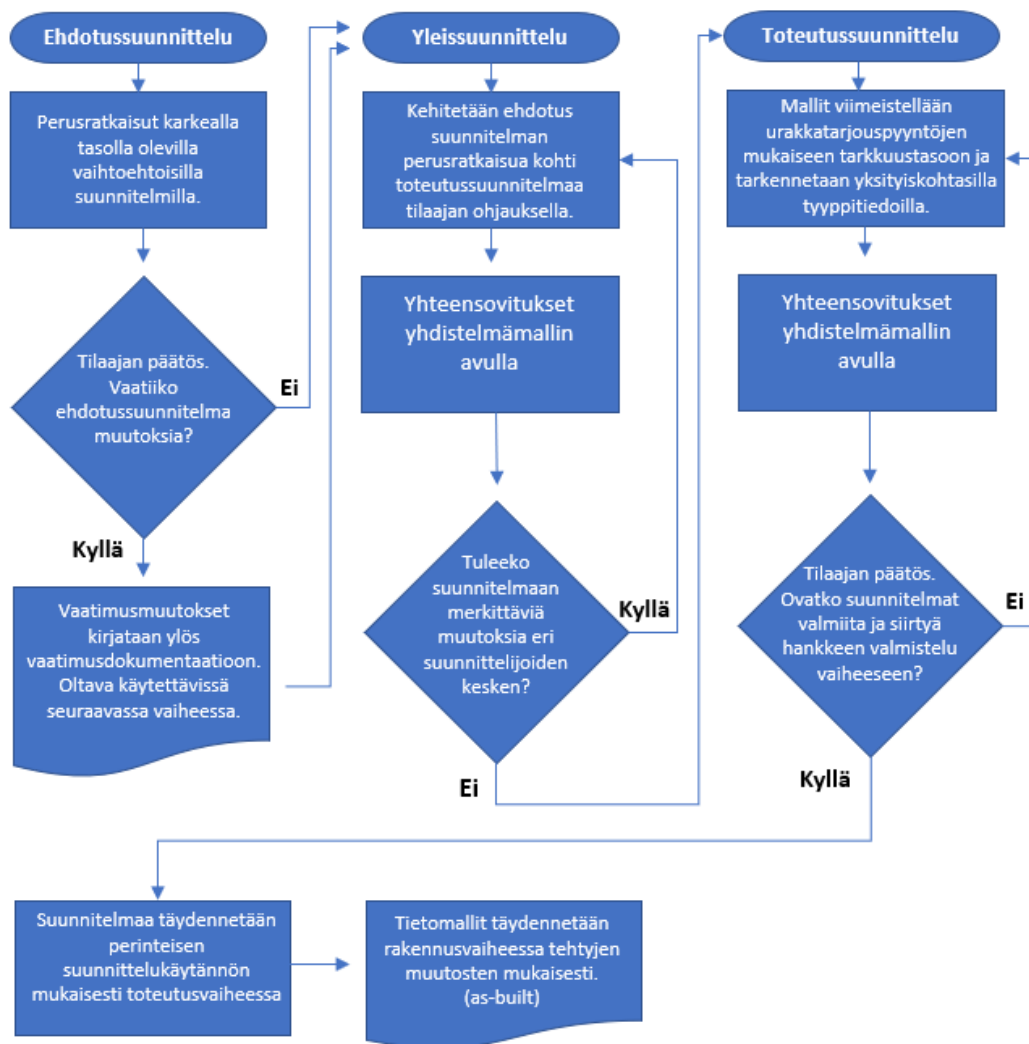 Ehdotussuunnittelu
Perusratkaisut karkealla
tasolla olevilla
vaihtoehtoisilla
suunnitelmilla.
Tilaajan päätös.
Vaatiiko
ehdotussuunnitelma
muutoksia?
Ei
Kyllä
Vaatimusmuutokset
kirjataan ylös
vaatimusdokumentaatioon.
Oltava käytettävissä
seuraavassa vaiheessa.
Yleissuunnittelu
Kehitetään ehdotus
suunnitelman
perusratkaisua kohti
toteutussuunnitelmaa
tilaajan ohjauksella.
Yhteensovitukset
yhdistelmämallin
avulla
Tuleeko
suunnitelmaan
merkittäviä
muutoksia eri
suunnittelijoiden
kesken?
Kyllä
Ei
Toteutussuunnittelu
Mallit viimeistellään
urakkatarjouspyyntöjen
mukaiseen tarkkuustasoon ja
tarkennetaan yksityiskohtasilla
tyyppitiedoilla.
Yhteensovitukset
yhdistelmämallin
avulla
Tilaajan päätös.
Ovatko suunnitelmat
valmiita ja siirtyä
hankkeen valmistelu
vaiheeseen?
Ei
Kyllä
Suunnitelmaa täydennetään
perinteisen
suunnittelukäytännön
mukaisesti toteutusvaiheessa
Tietomallit täydennetään
rakennusvaiheessa tehtyjen
muutosten mukaisesti.
(as-built)